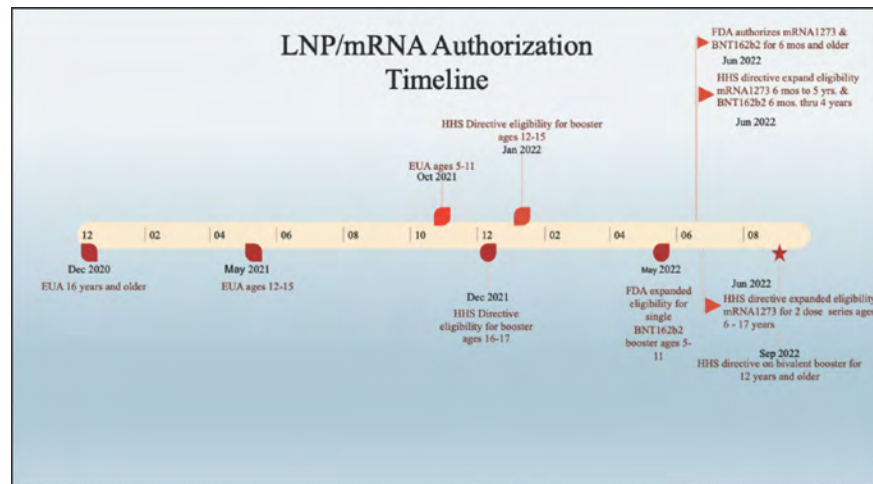 LNP/mRNA Authorization
Timeline
FDA authorizes mRNA1273 &
BNT162b2 for 6 mos and older
Jun 2022
HHS directive expand eligibility
mRNA1273 6 mos to 5 yrs. &
BNT162b2 6 mos. thru 4 years
Jun 2022
HHS Directive eligibility for booster
ages 12-15
Jan 2022
EUA ages 5-11
Oct 2021
12 02 04 06 08 10 12 02 04 06 08
Dec 2020
EUA 16 years and older
May 2021
EUA ages 12-15
Dec 2021
HHS Directive
eligibility for booster
ages 16-17
May 2022
FDA expanded
eligibility for
single
BNT162b2
booster ages 5-
11
Jun 2022
HHS directive expanded eligibility
mRNA1273 for 2 dose series ages
6 - 17 years
Sep 2022
HHS directive on bivalent booster for
12 years and older